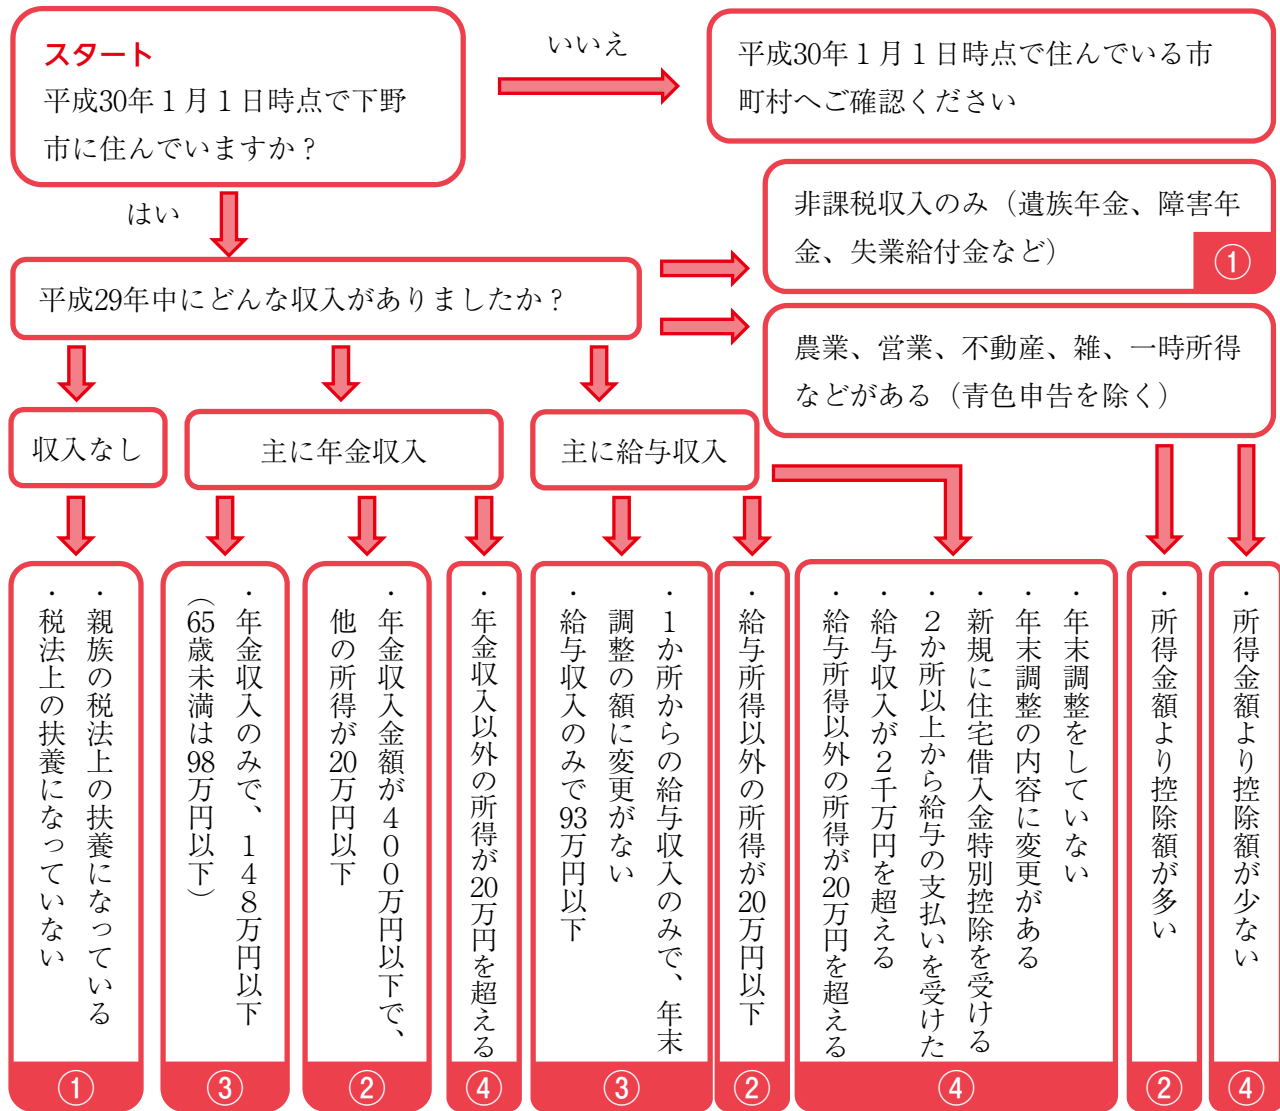 スタート
平成30年1月1日時点で下野
市に住んでいますか?
いいえ
平成30年1月1日時点で住んでいる市
町村へご確認ください
はい
非課税収入のみ(遺族年金、障害年
金、失業給付金など)
①
平成29年中にどんな収入がありましたか?
農業、営業、不動産、雑、一時所得
などがある(青色申告を除く)
収入なし
主に年金収入
主に給与収入
・親族の税法上の扶養になっている
・税法上の扶養になっていない
①
・年金収入のみで、148万円以下
(65歳未満は98万円以下)
③
・年金収入金額が400万円以下で、
他の所得が20万円以下
②
・年金収入以外の所得が20万円を超える
④
・1か所からの給与収入のみで、年末
調整の額に変更がない
・給与収入のみで93万円以下
③
・給与所得以外の所得が20万円以下
②
・年末調整をしていない
・年末調整の内容に変更がある
・新規に住宅借入金特別控除を受ける
・2か所以上から給与の支払いを受けた
・給与収入が2千万円を超える
・給与所得以外の所得が20万円を超える
④
・所得金額より控除額が多い
②
・所得金額より控除額が少ない
④